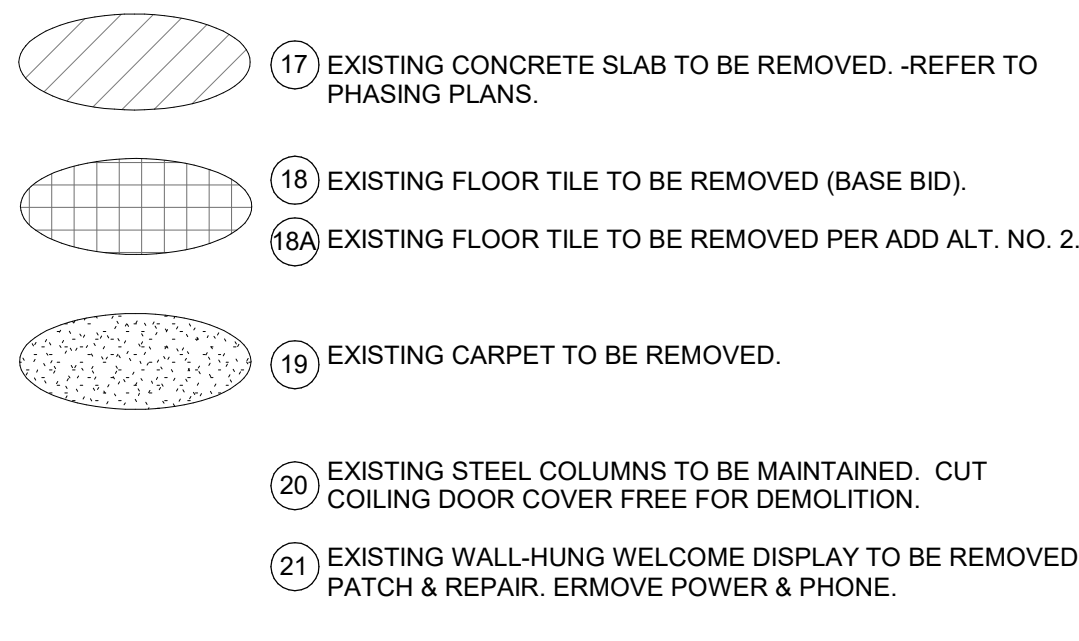 17 EXISTING CONCRETE SLAB TO BE REMOVED. -REFER TO
PHASING PLANS.
18 EXISTING FLOOR TILE TO BE REMOVED (BASE BID).
18A EXISTING FLOOR TILE TO BE REMOVED PER ADD ALT. NO. 2.
19 EXISTING CARPET TO BE REMOVED.
20 EXISTING STEEL COLUMNS TO BE MAINTAINED. CUT
COILING DOOR COVER FREE FOR DEMOLITION.
21 EXISTING WALL-HUNG WELCOME DISPLAY TO BE REMOVED
PATCH & REPAIR. ERMOVE POWER & PHONE.